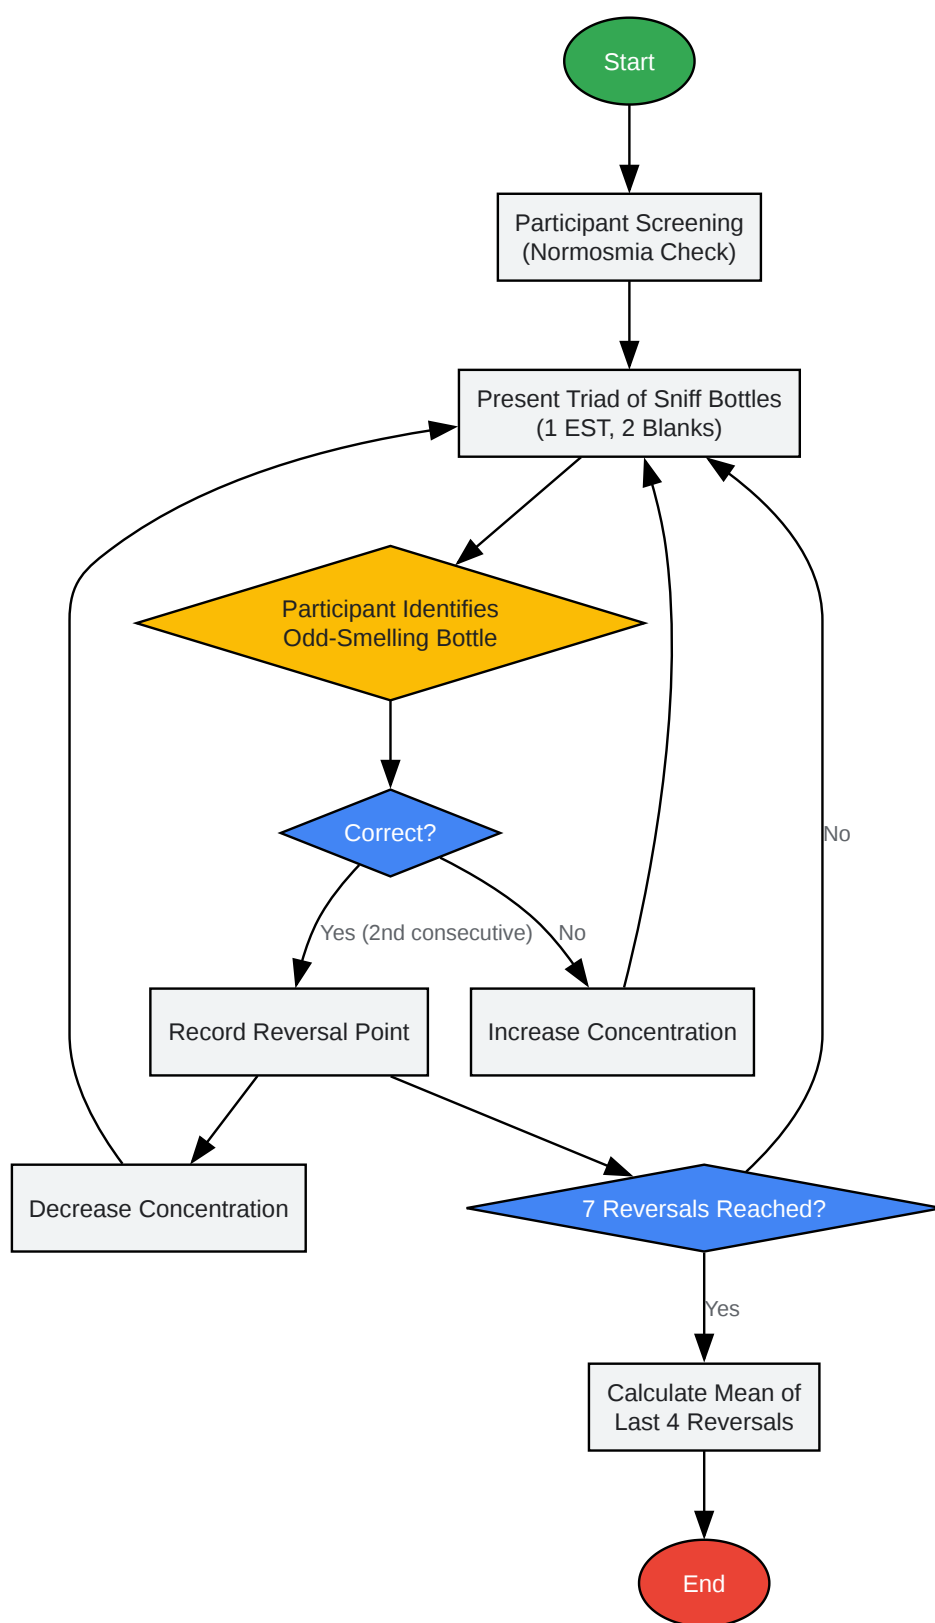 Start
Participant Screening
(Normosmia Check)
Present Triad of Sniff Bottles
(1 EST, 2 Blanks)
Participant Identifies
Odd-Smelling Bottle
Correct?
No
Yes (2nd consecutive)
No
Record Reversal Point
Increase Concentration
Decrease Concentration
7 Reversals Reached?
Yes
Calculate Mean of
Last 4 Reversals
End